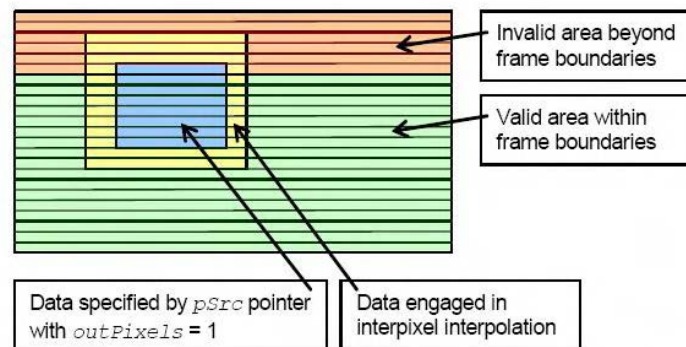 Invalid area beyond
frame boundaries
Valid area within
frame boundaries
Data specified by pSrc pointer
with outPixels = 1
Data engaged in
interpixel interpolation